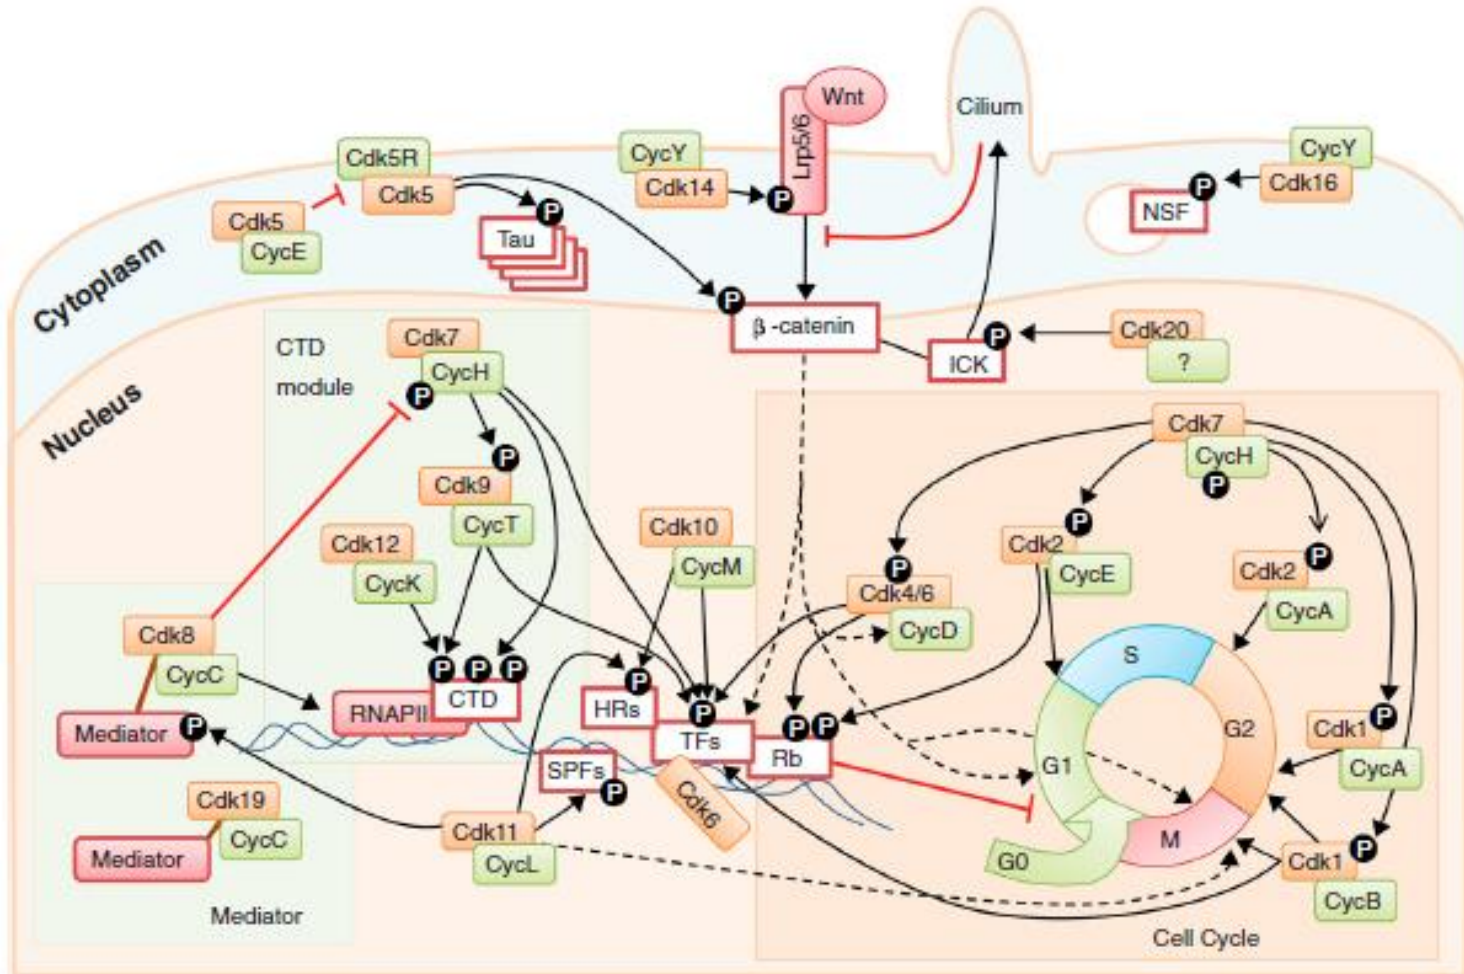 Wnt
Lrp5/6
Cilium
CycY
Cdk16
P
NSF
CycY
Cdk14
P
Cdk5R
Cdk5
Cdk5
CycE
P
Tau
Cytoplasm
Nucleus
P
β-catenin
P
ICK
Cdk20
?
CTD
module
Cdk7
CycH
P
P
Cdk9
CycT
Cdk12
CycK
Cdk10
CycM
Cdk8
CycC
Mediator
P
RNAPII
P P P
CTD
P
HRs
P
TFs
P P
Rb
SPFs
P
Cdk6
Cdk19
CycC
Mediator
Mediator
Cdk11
CycL
Cdk7
CycH
P
P
Cdk2
CycE
P
Cdk2
CycA
P
Cdk4/6
CycD
S
G2
G1
M
G0
P
Cdk1
CycA
P
Cdk1
CycB
Cell Cycle